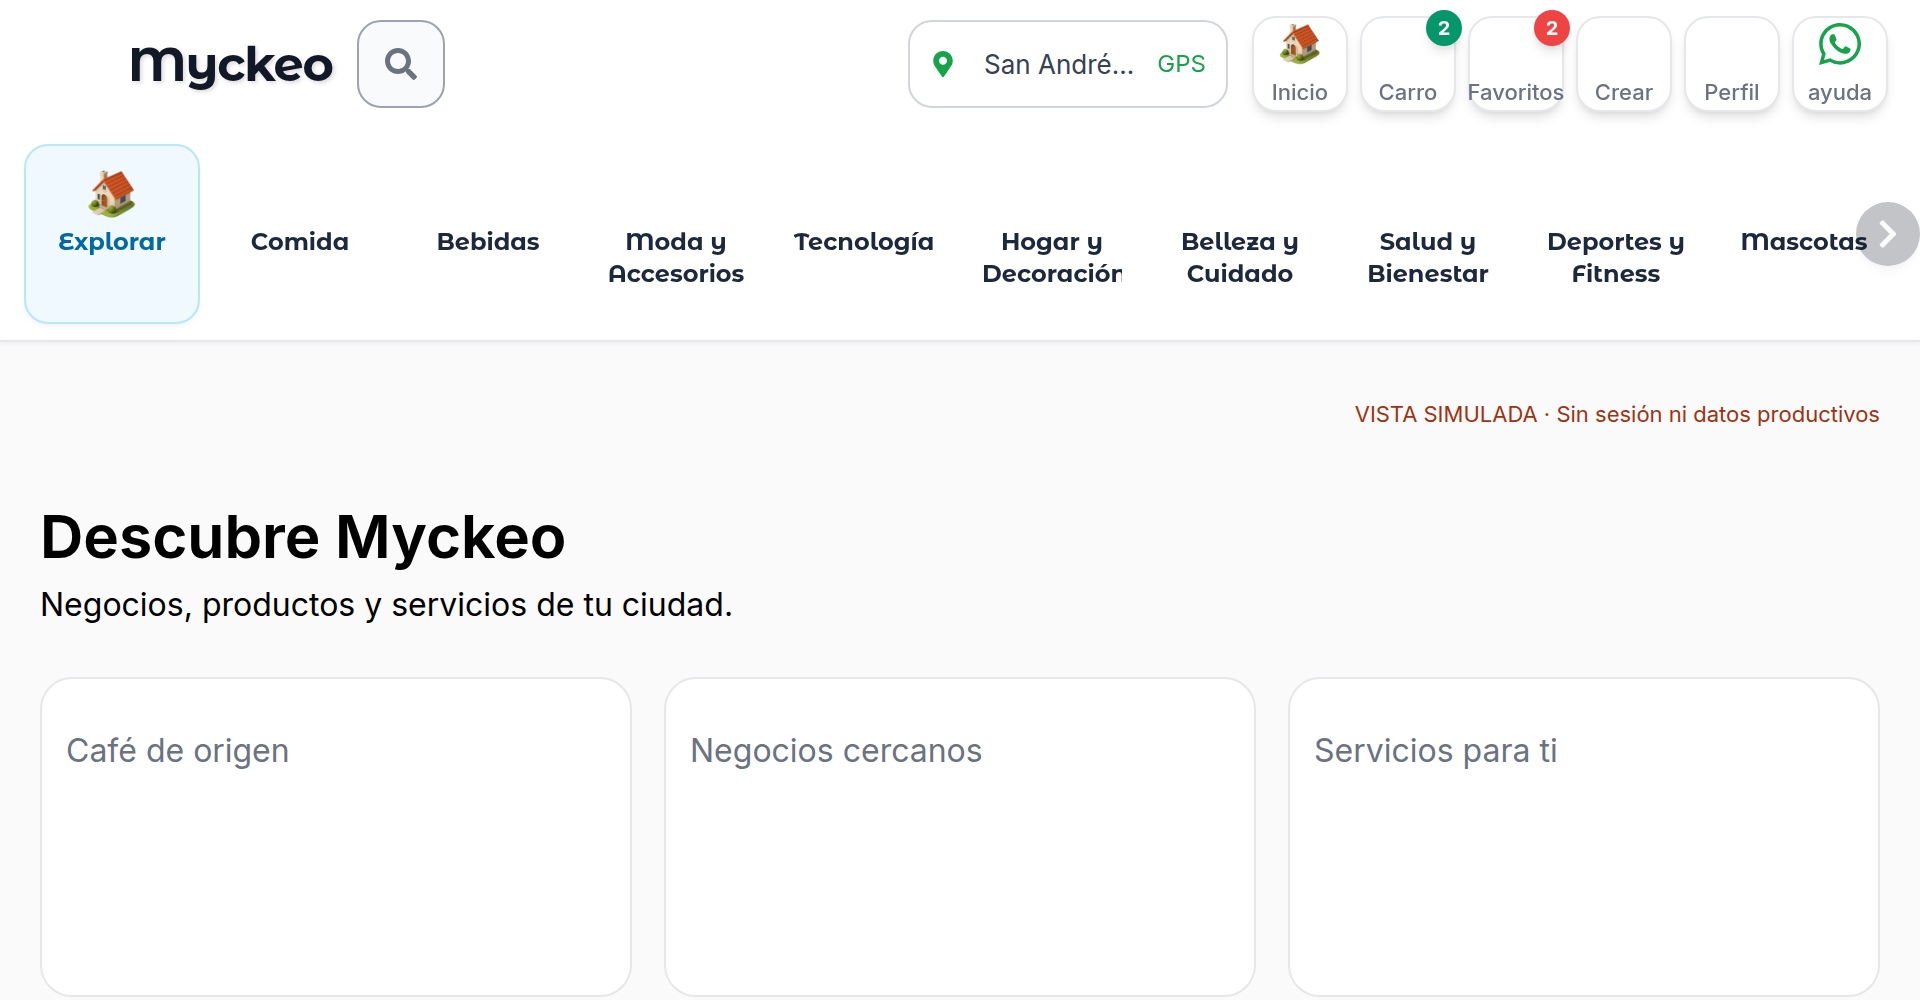 Myckeo
San André... GPS
Inicio
2
Carro
2
Favoritos
Crear
Perfil
ayuda
Explorar
Comida
Bebidas
Moda y
Accesorios
Tecnología
Hogar y
Decoración
Belleza y
Cuidado
Salud y
Bienestar
Deportes y
Fitness
Mascotas
VISTA SIMULADA · Sin sesión ni datos productivos
Descubre Myckeo
Negocios, productos y servicios de tu ciudad.
Café de origen
Negocios cercanos
Servicios para ti